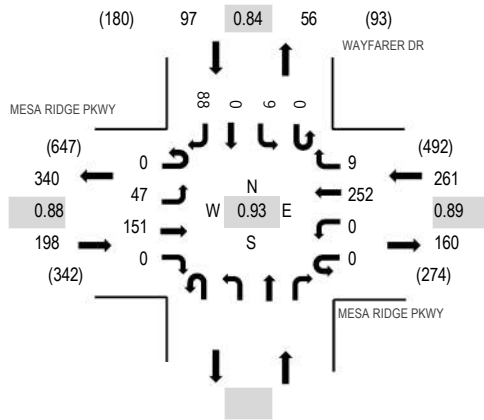 (180) 97 0.84 56 (93)
WAYFARER DR
88 0 9 0
MESA RIDGE PKWY
(647) (492)
0 9
340 261
47 252
N
0.88 W 0.93 E 0.89
151 0
S
198 160
0 0
(342) (274)
MESA RIDGE PKWY